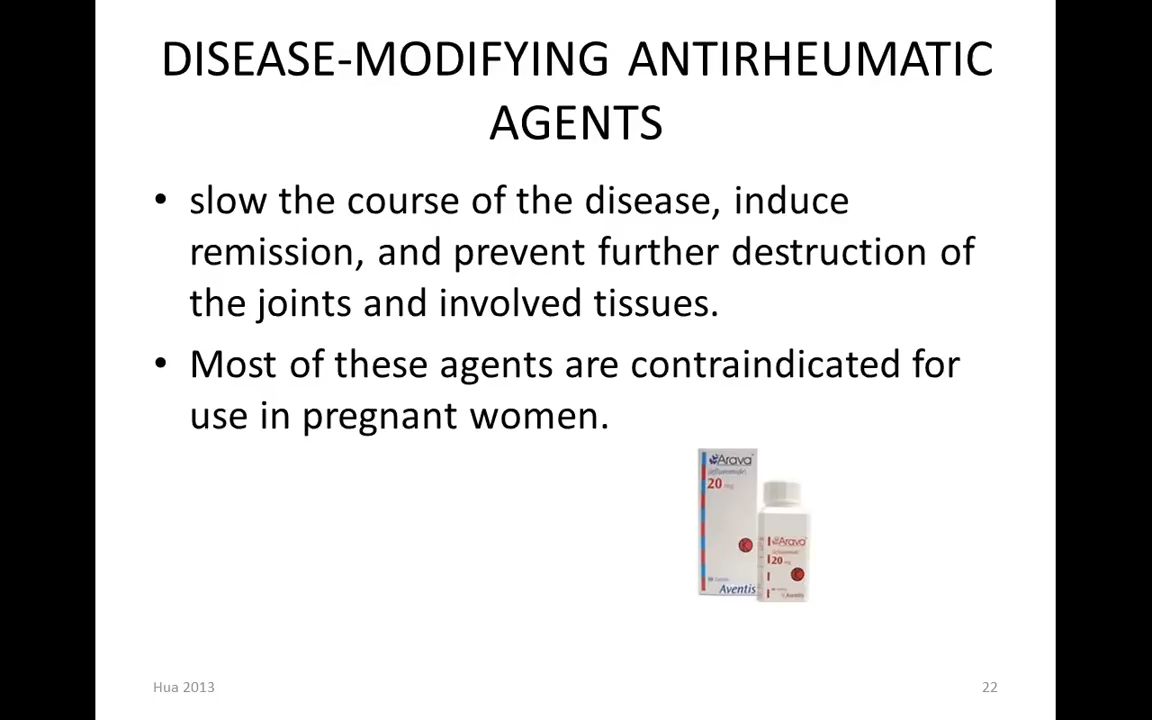 DISEASE-MODIFYING ANTIRHEUMATIC
AGENTS
• slow the course of the disease, induce
remission, and prevent further destruction of
the joints and involved tissues.
• Most of these agents are contraindicated for
use in pregnant women.
Arava
20 mg
Aventis
Arava
20 mg
Aventis
Hua 2013
22